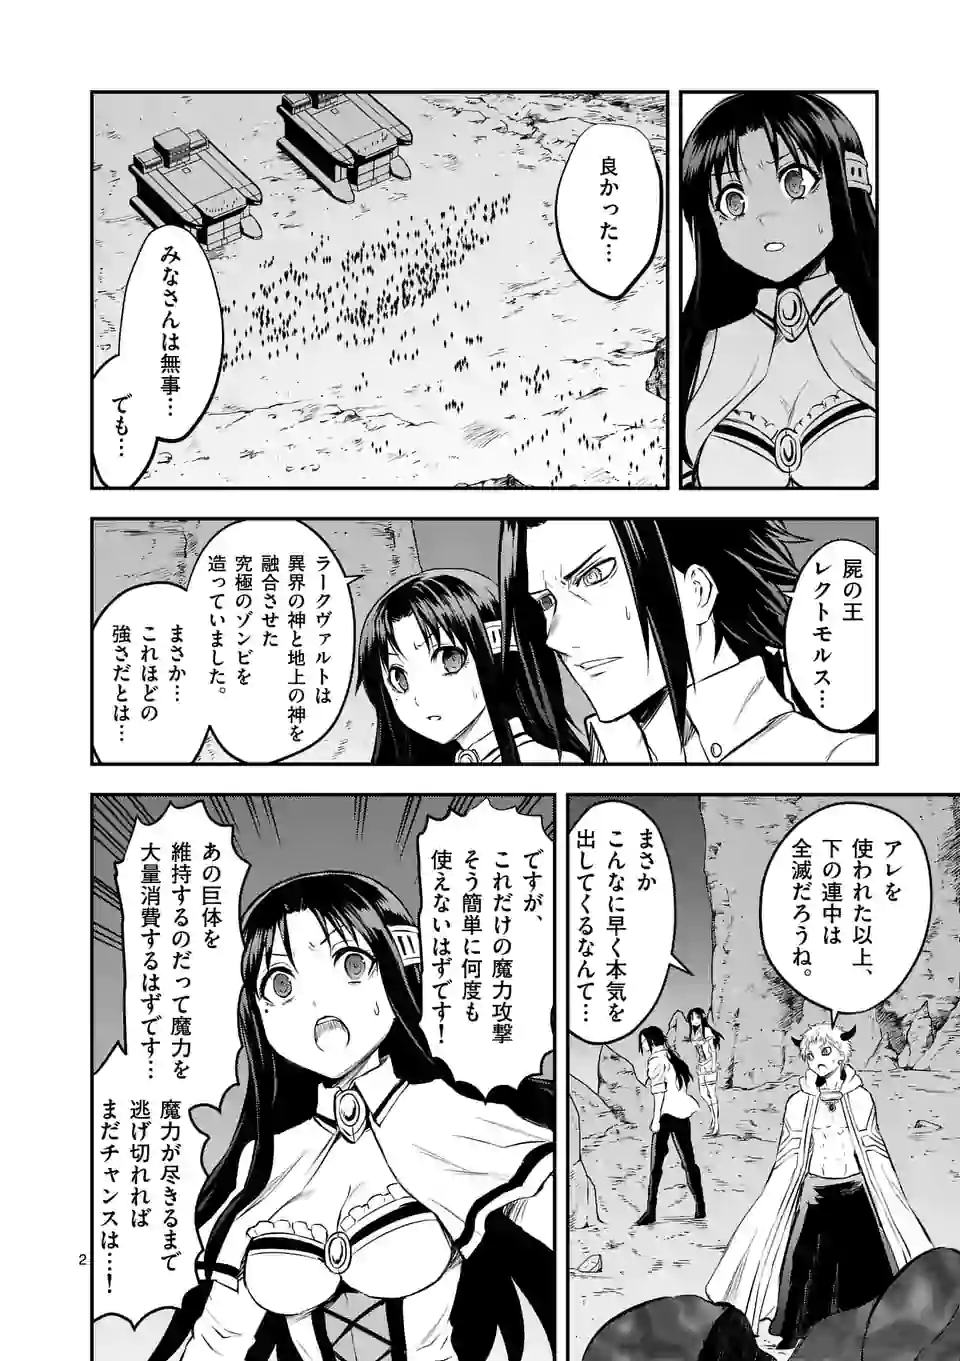 良かった…
みなさんは無事…
でも…
屍の王
レクトモルス…
ラークヴァルトは
異界の神と地上の神を
融合させた
究極のゾンビを
造っていました。
まさか…
これほどの
強さだとは…
アレを
使われた以上、
下の連中は
全滅だろうね。
まさか
こんなに早く本気を
出してくるなんて…
ですが、
これだけの魔力攻撃
そう簡単に何度も
使えないはずです！
あの巨体を
維持するのだって魔力を
大量消費するはずです…
魔力が尽きるまで
逃げ切れれば
まだチャンスは…！
2